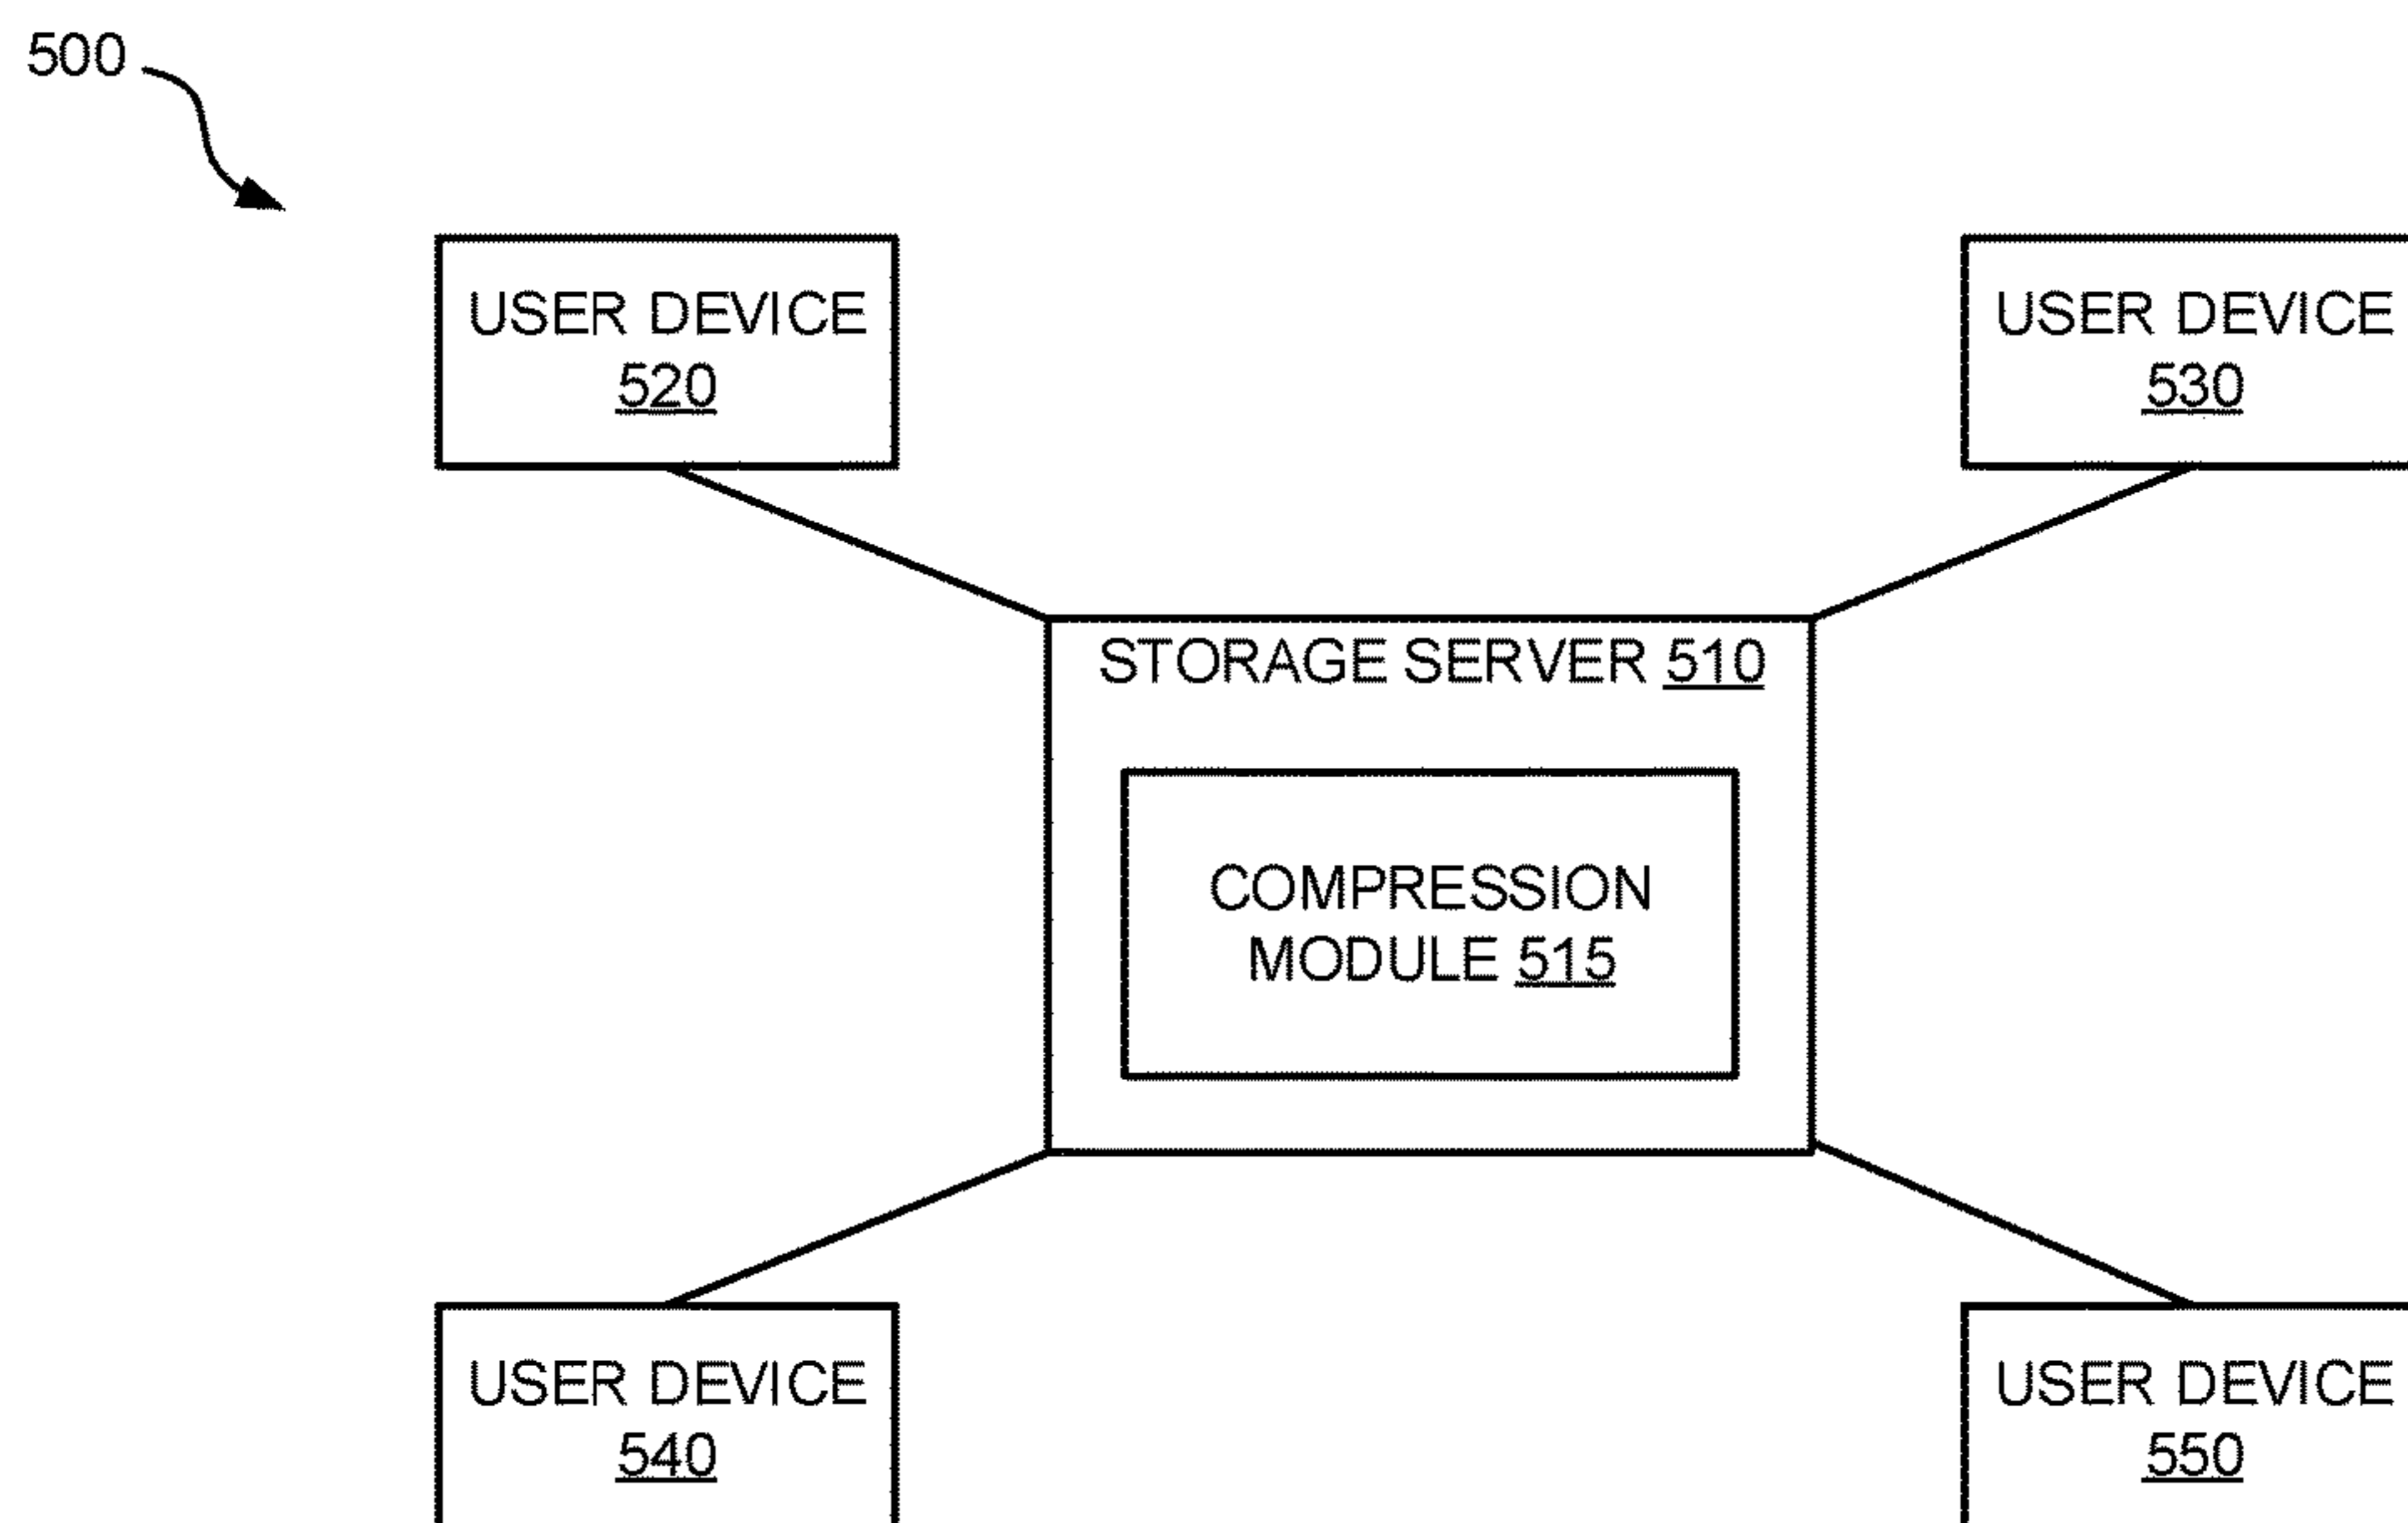 500
USER DEVICE
520
USER DEVICE
530
STORAGE SERVER 510
COMPRESSION
MODULE 515
USER DEVICE
540
USER DEVICE
550